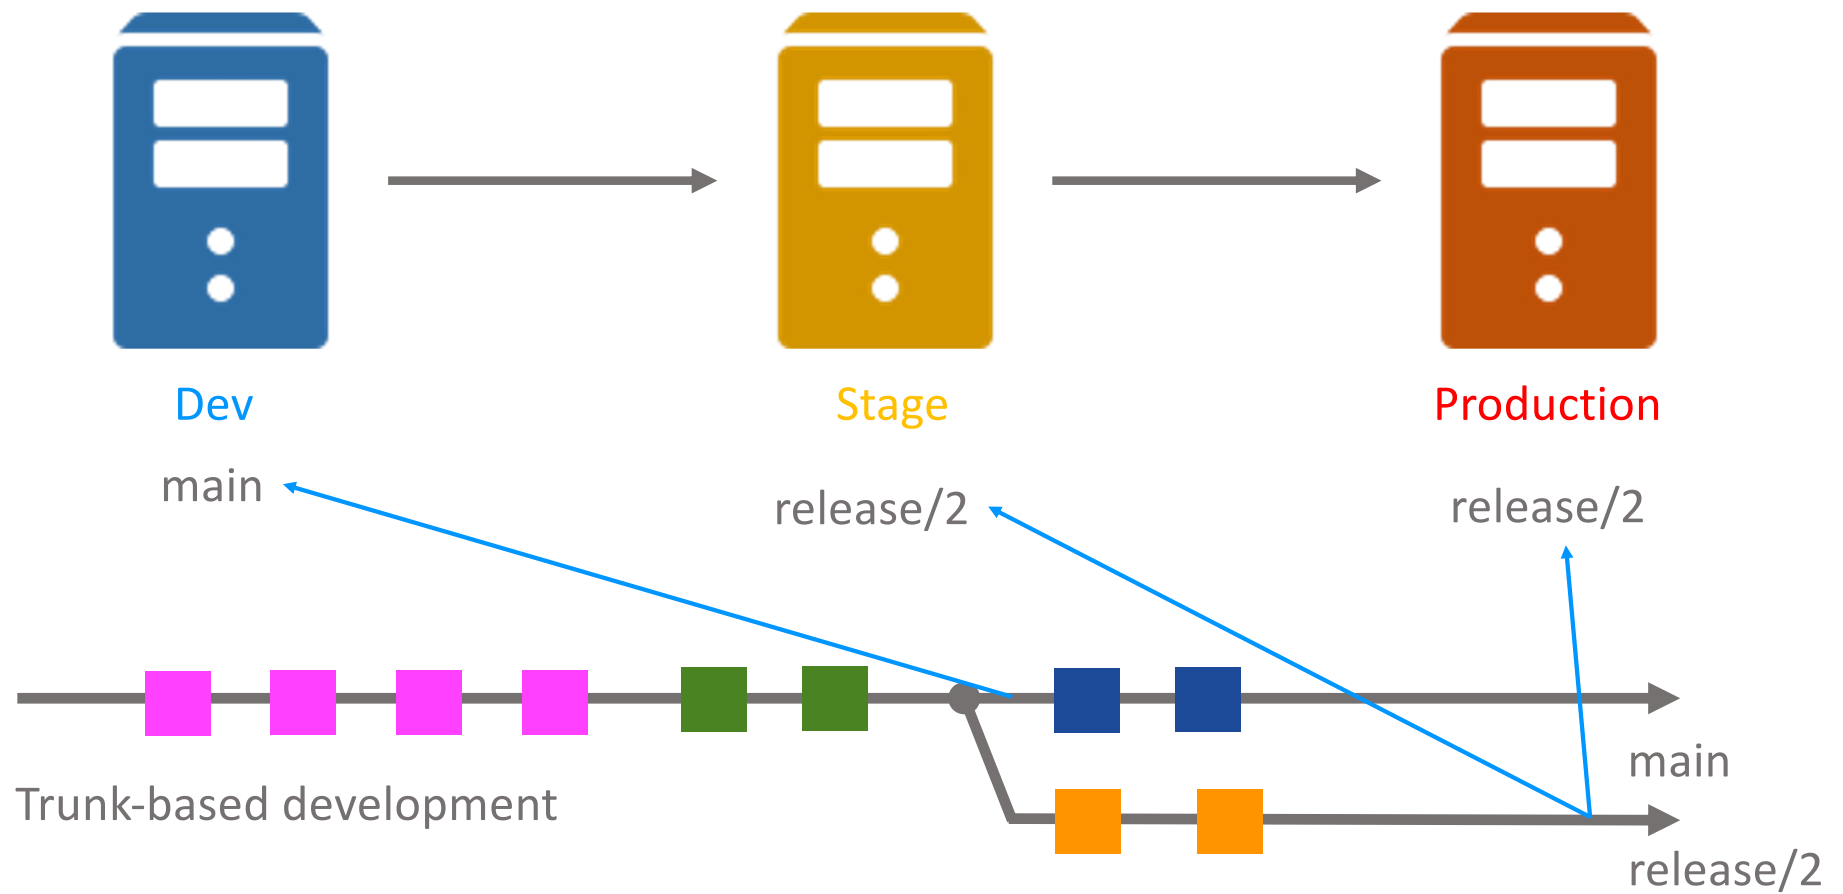 Dev
Stage
Production
main
release/2
release/2
main
Trunk-based development
release/2